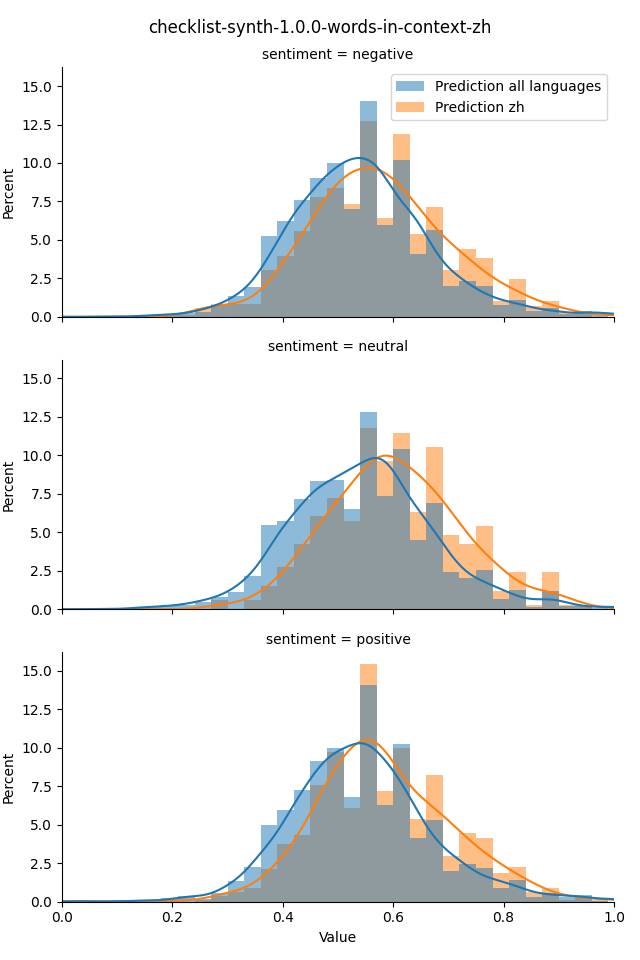 checklist-synth-1.0.0-words-in-context-zh
sentiment = negative
Prediction all languages
Prediction zh
Percent
15.0
12.5
10.0
7.5
5.0
2.5
0.0
sentiment = neutral
Percent
15.0
12.5
10.0
7.5
5.0
2.5
0.0
sentiment = positive
Percent
15.0
12.5
10.0
7.5
5.0
2.5
0.0
0.0 0.2 0.4 0.6 0.8 1.0
Value